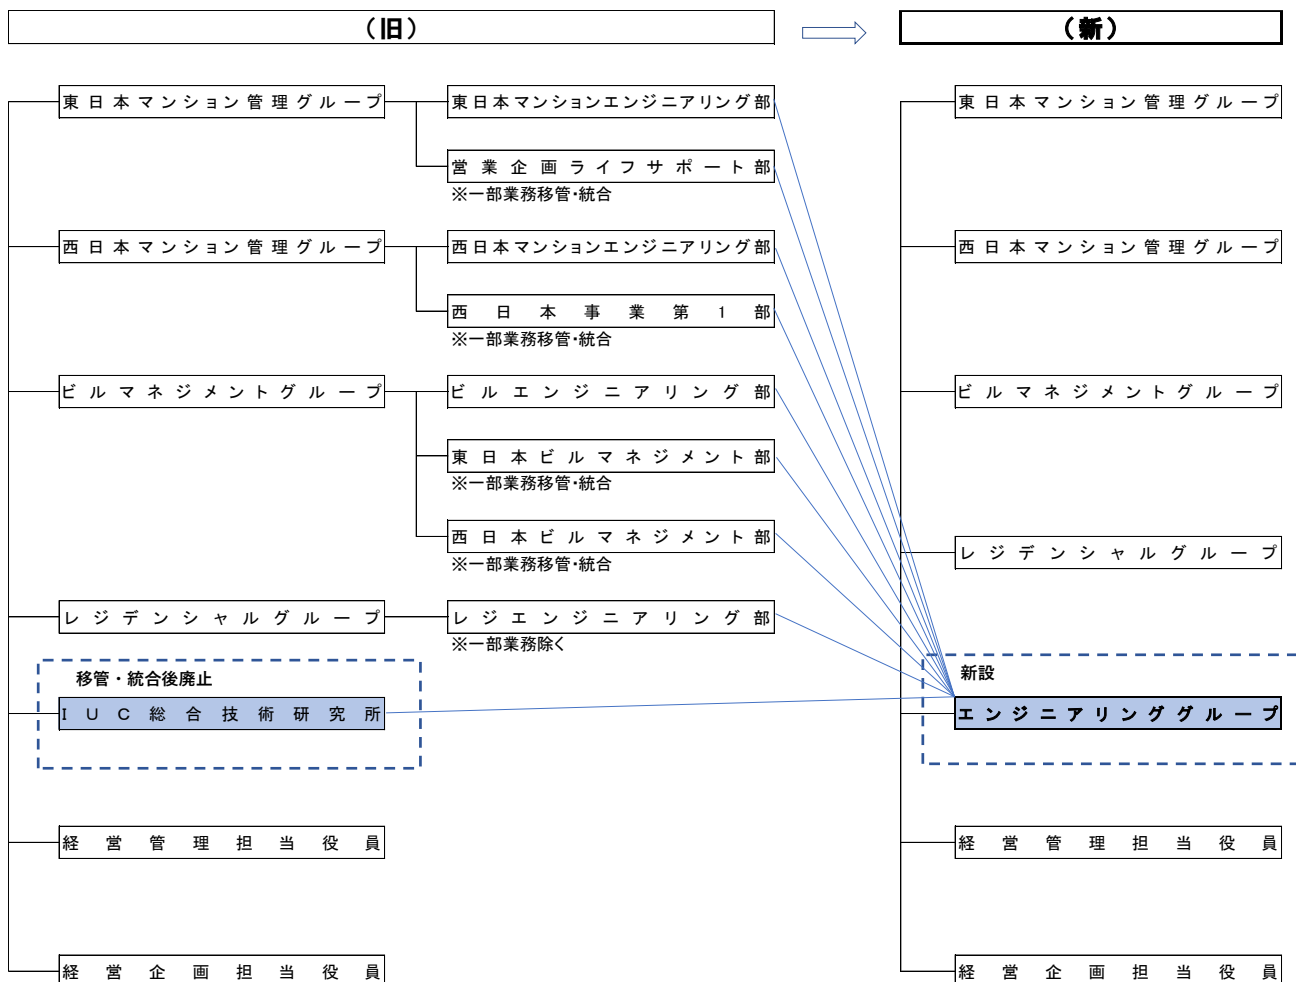 （旧）
（新）
東日本マンション管理グループ
東日本マンションエンジニアリング部
東日本マンション管理グループ
営業企画ライフサポート部
※一部業務移管・統合
西日本マンション管理グループ
西日本マンションエンジニアリング部
西日本マンション管理グループ
西日本事業第1部
※一部業務移管・統合
ビルマネジメントグループ
ビルエンジニアリング部
ビルマネジメントグループ
東日本ビルマネジメント部
※一部業務移管・統合
西日本ビルマネジメント部
※一部業務移管・統合
レジデンシャルグループ
レジデンシャルグループ
レジエンジニアリング部
※一部業務除く
移管・統合後廃止
新設
IUC総合技術研究所
エンジニアリンググループ
経営管理担当役員
経営管理担当役員
経営企画担当役員
経営企画担当役員